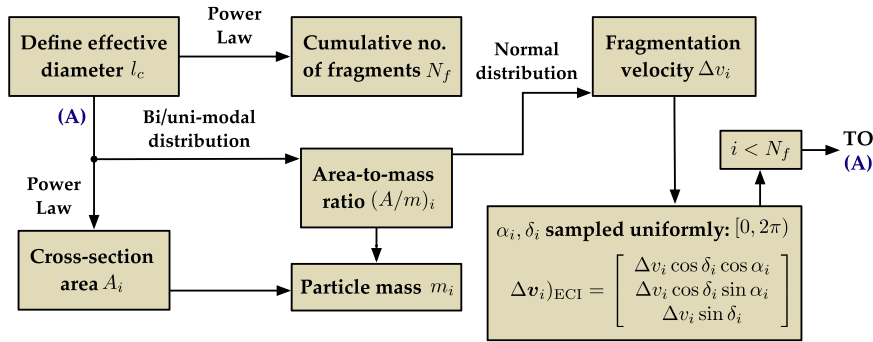 Define effective
diameter l_c
Power
Law
Cumulative no.
of fragments N_f
Normal
distribution
Fragmentation
velocity Δv_i
(A)
Bi/uni-modal
distribution
Power
Law
Area-to-mass
ratio (A/m)_i
i < N_f
TO
(A)
Cross-section
area A_i
Particle mass m_i
α_i, δ_i sampled uniformly: [0, 2π)
Δv_i)_ECI = [ Δv_i cos δ_i cos α_i
Δv_i cos δ_i sin α_i
Δv_i sin δ_i ]